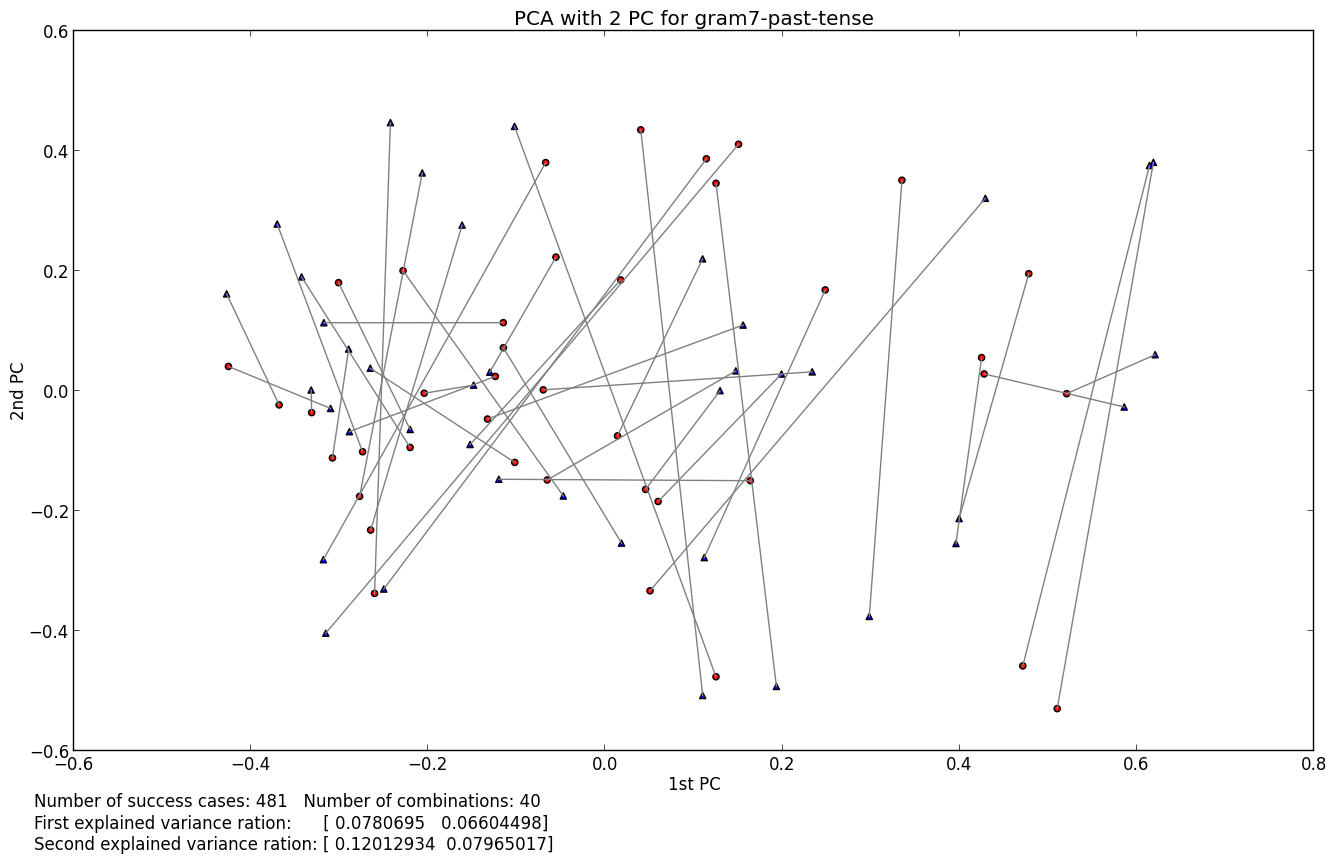 PCA with 2 PC for gram7-past-tense
0.6
0.4
0.2
0.0
−0.2
−0.4
−0.6
2nd PC
−0.6 −0.4 −0.2 0.0 0.2 0.4 0.6 0.8
1st PC
Number of success cases: 481 Number of combinations: 40
First explained variance ration: [ 0.0780695 0.06604498]
Second explained variance ration: [ 0.12012934 0.07965017]